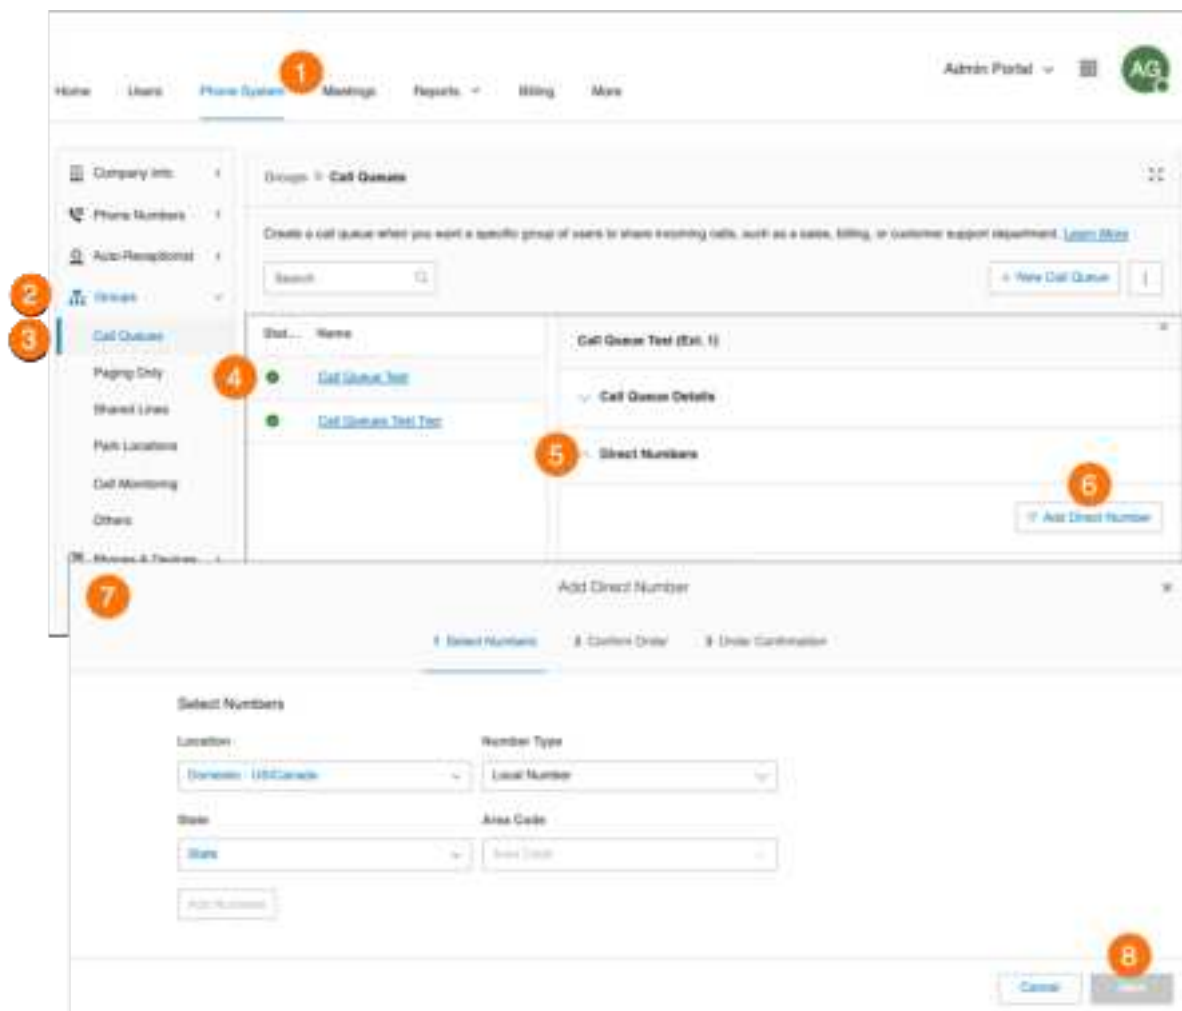 1
Admin Portal
AG
Home Users Phone System Meetings Reports Billing More
Company Info
Groups Call Queues
Phone Numbers
Create a call queue when you want a specific group of users to share incoming calls, such as a sales, billing, or customer support department. Learn More
Auto-Receptionist
Search
+ New Call Queue
2
Groups
3
Call Queues
Stat... Name
Call Queue Test (Ext. 1)
Paging Only
4
Call Queue Test
Call Queue Details
Shared Lines
Call Queues Test Test
Park Locations
5
Direct Numbers
Call Monitoring
6
Others
+ Add Direct Number
Phones & Devices
7
Add Direct Number
1 Select Numbers 2 Confirm Order 3 Order Confirmation
Select Numbers
Location Number Type
Domestic - US/Canada Local Number
State Area Code
State Area Code
Add Numbers
8
Cancel